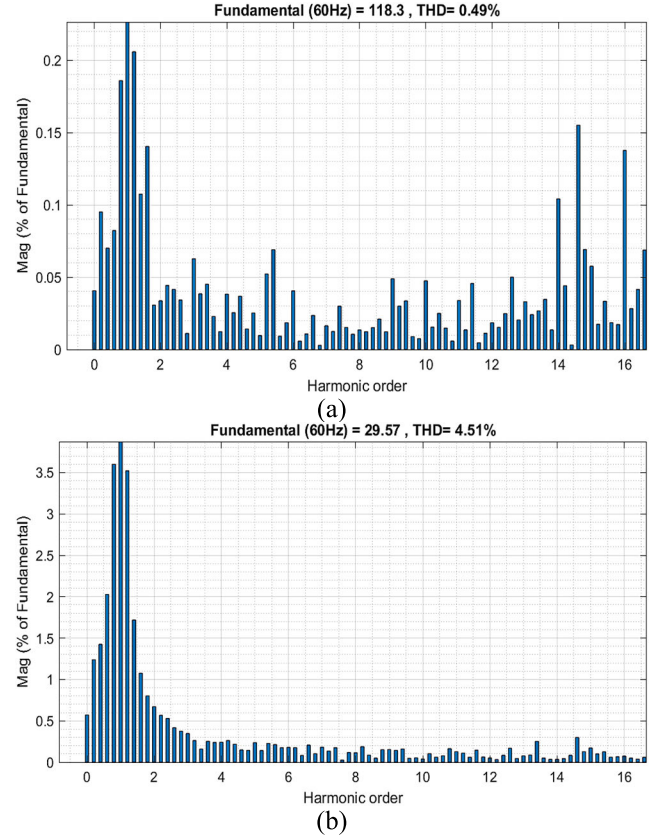 Fundamental (60Hz) = 118.3 , THD= 0.49%
0.2
0.15
0.1
0.05
0
Mag (% of Fundamental)
0 2 4 6 8 10 12 14 16
Harmonic order
(a)
Fundamental (60Hz) = 29.57 , THD= 4.51%
3.5
3
2.5
2
1.5
1
0.5
0
Mag (% of Fundamental)
0 2 4 6 8 10 12 14 16
Harmonic order
(b)